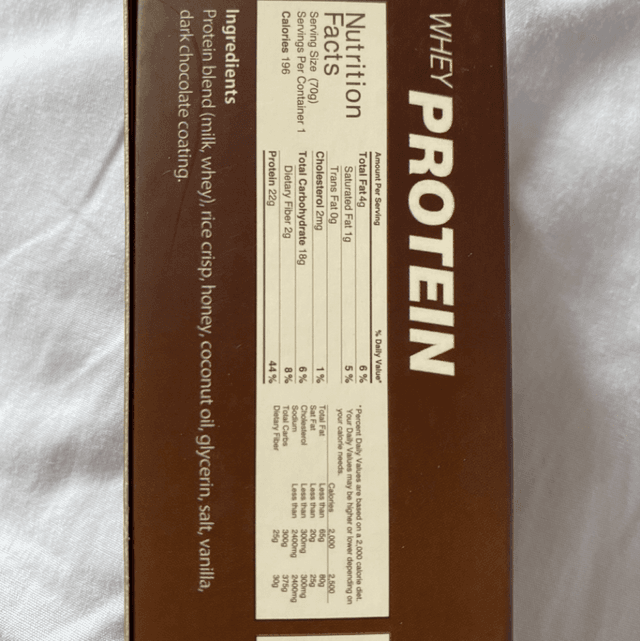 WHEY PROTEIN
Nutrition
Facts
Serving Size (70g)
Servings Per Container 1
Calories 196
Amount Per Serving % Daily Value*
Total Fat 4g 6%
Saturated Fat 1g 5%
Trans Fat 0g
Cholesterol 2mg 1%
Total Carbohydrate 18g 6%
Dietary Fiber 2g 8%
Protein 22g 44%
*Percent Daily Values are based on a 2,000 calorie diet.
Your Daily Values may be higher or lower depending on
your calorie needs.
Calories 2,000 2,500
Total Fat Less than 65g 80g
Sat Fat Less than 20g 25g
Cholesterol Less than 300mg 300mg
Sodium Less than 2400mg 2400mg
Total Carbs 300g 375g
Dietary Fiber 25g 30g
Ingredients
Protein blend (milk, whey), rice crisp, honey, coconut oil, glycerin, salt, vanilla,
dark chocolate coating.